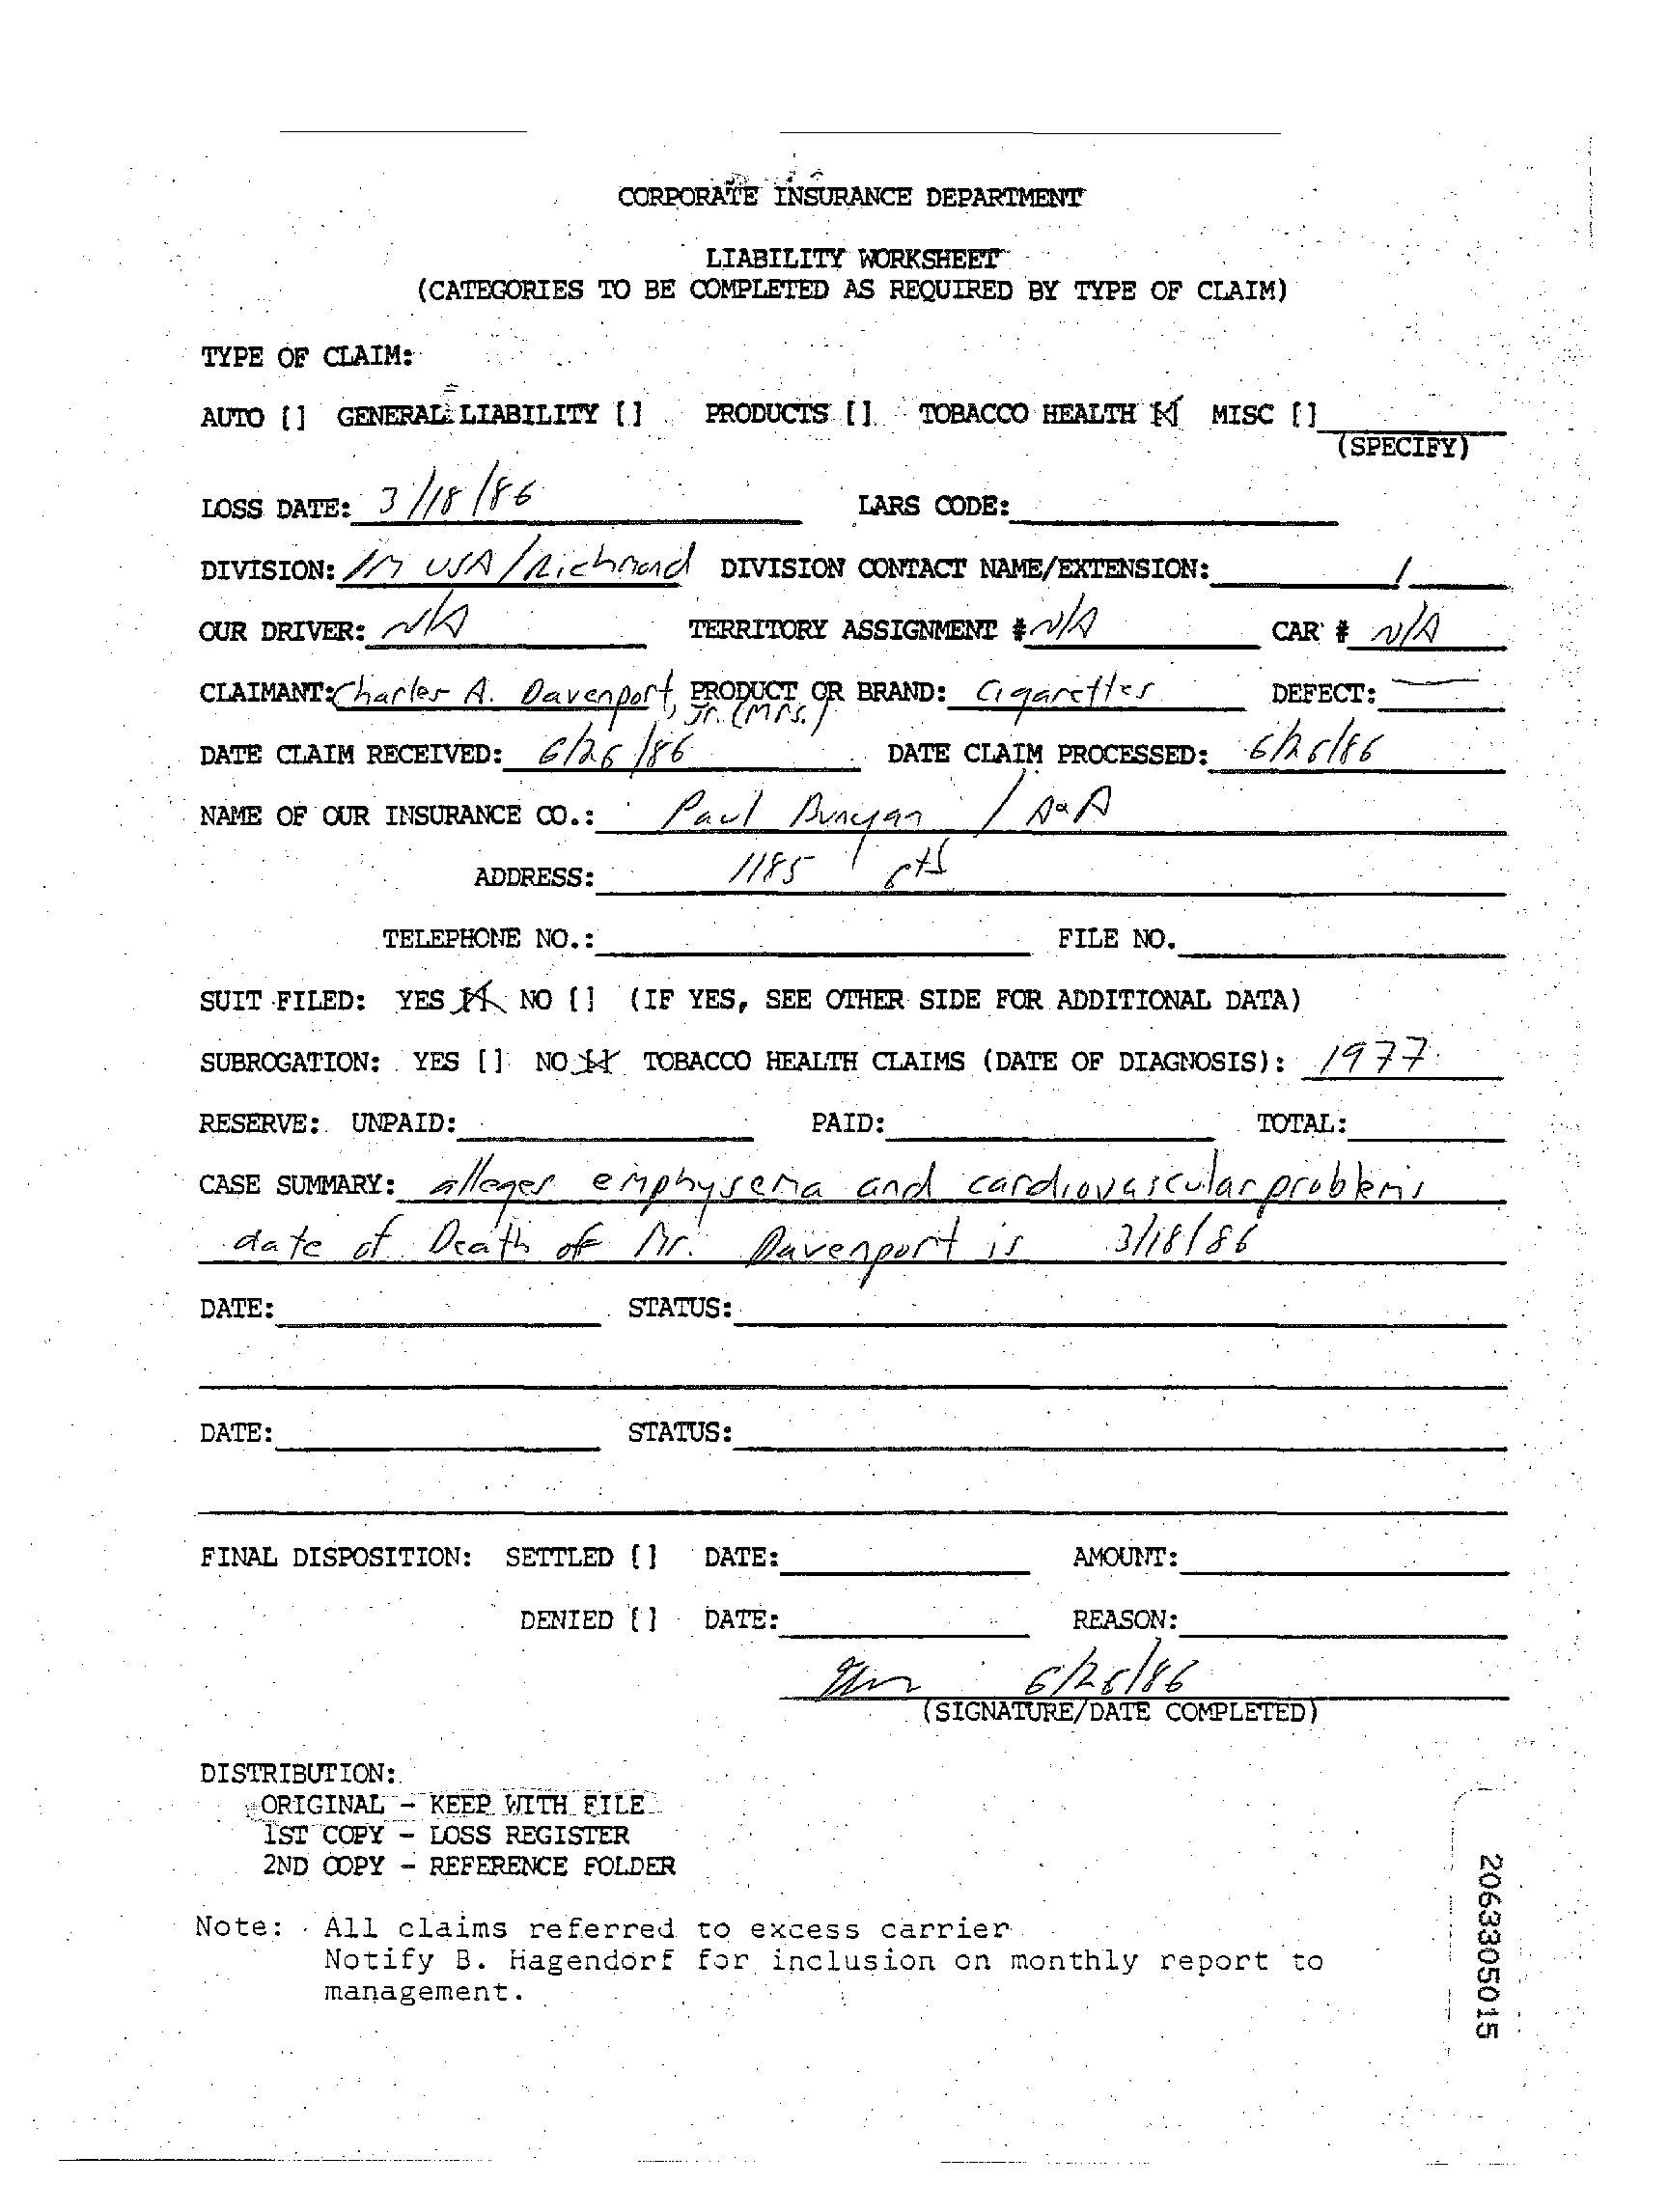 CORPORATE INSURANCE DEPARTMENT
LIABILITY WORKSHEET
(CATEGORIES TO BE COMPLETED AS REQUIRED BY TYPE OF CLAIM)
TYPE OF CLAIM:
AUTO [] GENERAL LIABILITY [] PRODUCTS [] TOBACCO HEALTH [X] MISC []
(SPECIFY)
LOSS DATE: 3/18/86 LARS CODE:
DIVISION: USA/Richmond DIVISION CONTACT NAME/EXTENSION: /
OUR DRIVER: N/A TERRITORY ASSIGNMENT # N/A CAR # N/A
CLAIMANT: Charles A. Davenport, Jr. (Mrs.) PRODUCT OR BRAND: Cigarettes DEFECT: —
DATE CLAIM RECEIVED: 6/26/86 DATE CLAIM PROCESSED: 6/26/86
NAME OF OUR INSURANCE CO.: Paul Bunyan / A&A
ADDRESS: 1185 6th
TELEPHONE NO.: FILE NO.
SUIT FILED: YES [X] NO [] (IF YES, SEE OTHER SIDE FOR ADDITIONAL DATA)
SUBROGATION: YES [] NO [X] TOBACCO HEALTH CLAIMS (DATE OF DIAGNOSIS): 1977
RESERVE: UNPAID: PAID: TOTAL:
CASE SUMMARY: alleges emphysema and cardiovascular problems
date of Death of Mr. Davenport is 3/18/86
DATE: STATUS:
DATE: STATUS:
FINAL DISPOSITION: SETTLED [] DATE: AMOUNT:
DENIED [] DATE: REASON:
6/26/86
(SIGNATURE/DATE COMPLETED)
DISTRIBUTION:
ORIGINAL - KEEP WITH FILE
1ST COPY - LOSS REGISTER
2ND COPY - REFERENCE FOLDER
Note: All claims referred to excess carrier
Notify B. Hagendorf for inclusion on monthly report to
management.
2063305015